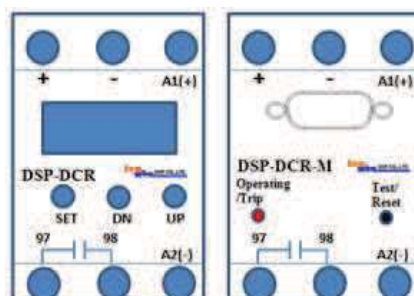 + - A1(+)
DSP-DCR
SET DN UP
97 98
A2(-)
+ - A1(+)
DSP-DCR-M
Operating
/Trip
Test/
Reset
97 98
A2(-)